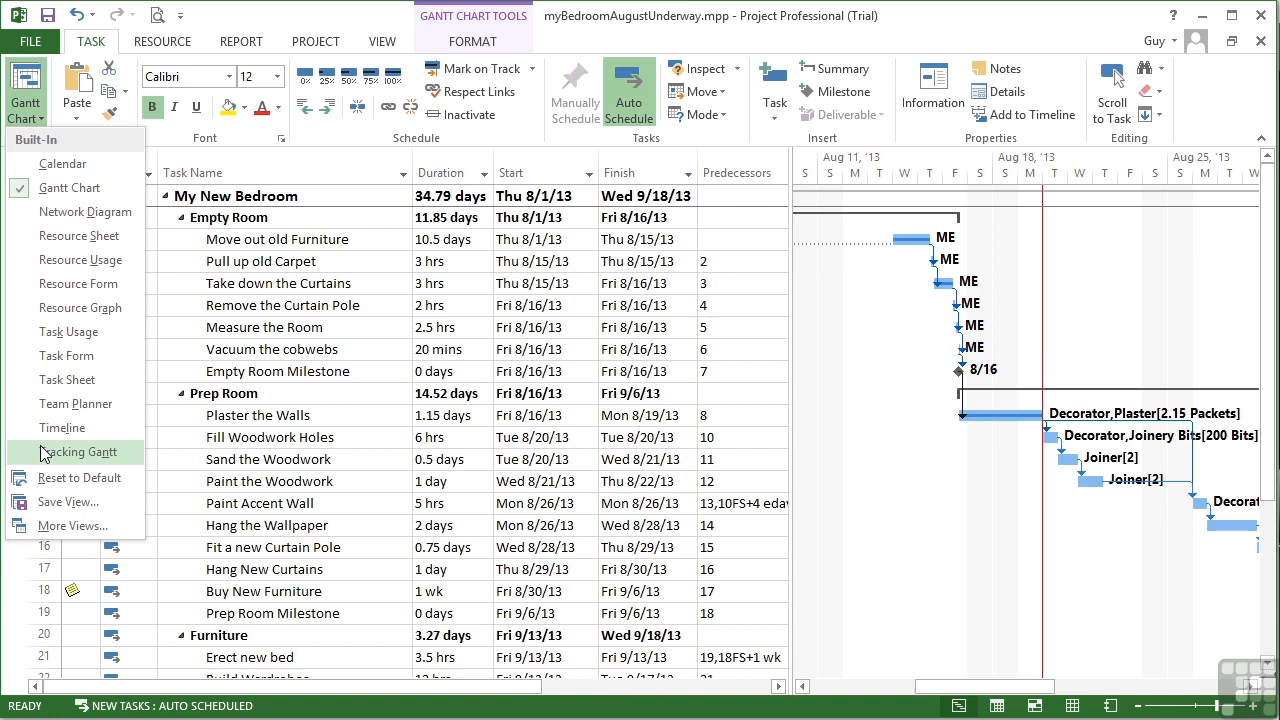 GANTT CHART TOOLS
myBedroomAugustUnderway.mpp - Project Professional (Trial)
FILE TASK RESOURCE REPORT PROJECT VIEW FORMAT
Guy
Gantt Chart
Paste
Calibri 12
B I U A
0% 25% 50% 75% 100%
Mark on Track
Respect Links
Inactivate
Manually Schedule
Auto Schedule
Inspect
Move
Mode
Task
Summary
Milestone
Deliverable
Information
Notes
Details
Add to Timeline
Scroll to Task
Font Schedule Tasks Insert Properties Editing
Built-In
Calendar
Gantt Chart
Network Diagram
Resource Sheet
Resource Usage
Resource Form
Resource Graph
Task Usage
Task Form
Task Sheet
Team Planner
Timeline
Tracking Gantt
Reset to Default
Save View...
More Views...
Task Name Duration Start Finish Predecessors
My New Bedroom 34.79 days Thu 8/1/13 Wed 9/18/13
Empty Room 11.85 days Thu 8/1/13 Fri 8/16/13
Move out old Furniture 10.5 days Thu 8/1/13 Thu 8/15/13
Pull up old Carpet 3 hrs Thu 8/15/13 Thu 8/15/13 2
Take down the Curtains 3 hrs Thu 8/15/13 Fri 8/16/13 3
Remove the Curtain Pole 2 hrs Fri 8/16/13 Fri 8/16/13 4
Measure the Room 2.5 hrs Fri 8/16/13 Fri 8/16/13 5
Vacuum the cobwebs 20 mins Fri 8/16/13 Fri 8/16/13 6
Empty Room Milestone 0 days Fri 8/16/13 Fri 8/16/13 7
Prep Room 14.52 days Fri 8/16/13 Fri 9/6/13
Plaster the Walls 1.15 days Fri 8/16/13 Mon 8/19/13 8
Fill Woodwork Holes 6 hrs Tue 8/20/13 Tue 8/20/13 10
Sand the Woodwork 0.5 days Tue 8/20/13 Wed 8/21/13 11
Paint the Woodwork 1 day Wed 8/21/13 Thu 8/22/13 12
Paint Accent Wall 5 hrs Mon 8/26/13 Mon 8/26/13 13,10FS+4 eday
Hang the Wallpaper 2 days Mon 8/26/13 Wed 8/28/13 14
16 Fit a new Curtain Pole 0.75 days Wed 8/28/13 Thu 8/29/13 15
17 Hang New Curtains 1 day Thu 8/29/13 Fri 8/30/13 16
18 Buy New Furniture 1 wk Fri 8/30/13 Fri 9/6/13 17
19 Prep Room Milestone 0 days Fri 9/6/13 Fri 9/6/13 18
20 Furniture 3.27 days Fri 9/13/13 Wed 9/18/13
21 Erect new bed 3.5 hrs Fri 9/13/13 Fri 9/13/13 19,18FS+1 wk
Aug 11, '13 Aug 18, '13 Aug 25, '13
S S M T W T F S S M T W T F S S M T W
ME
ME
ME
ME
ME
ME
8/16
Decorator,Plaster[2.15 Packets]
Decorator,Joinery Bits[200 Bits]
Joiner[2]
Joiner[2]
Decorat
READY NEW TASKS : AUTO SCHEDULED